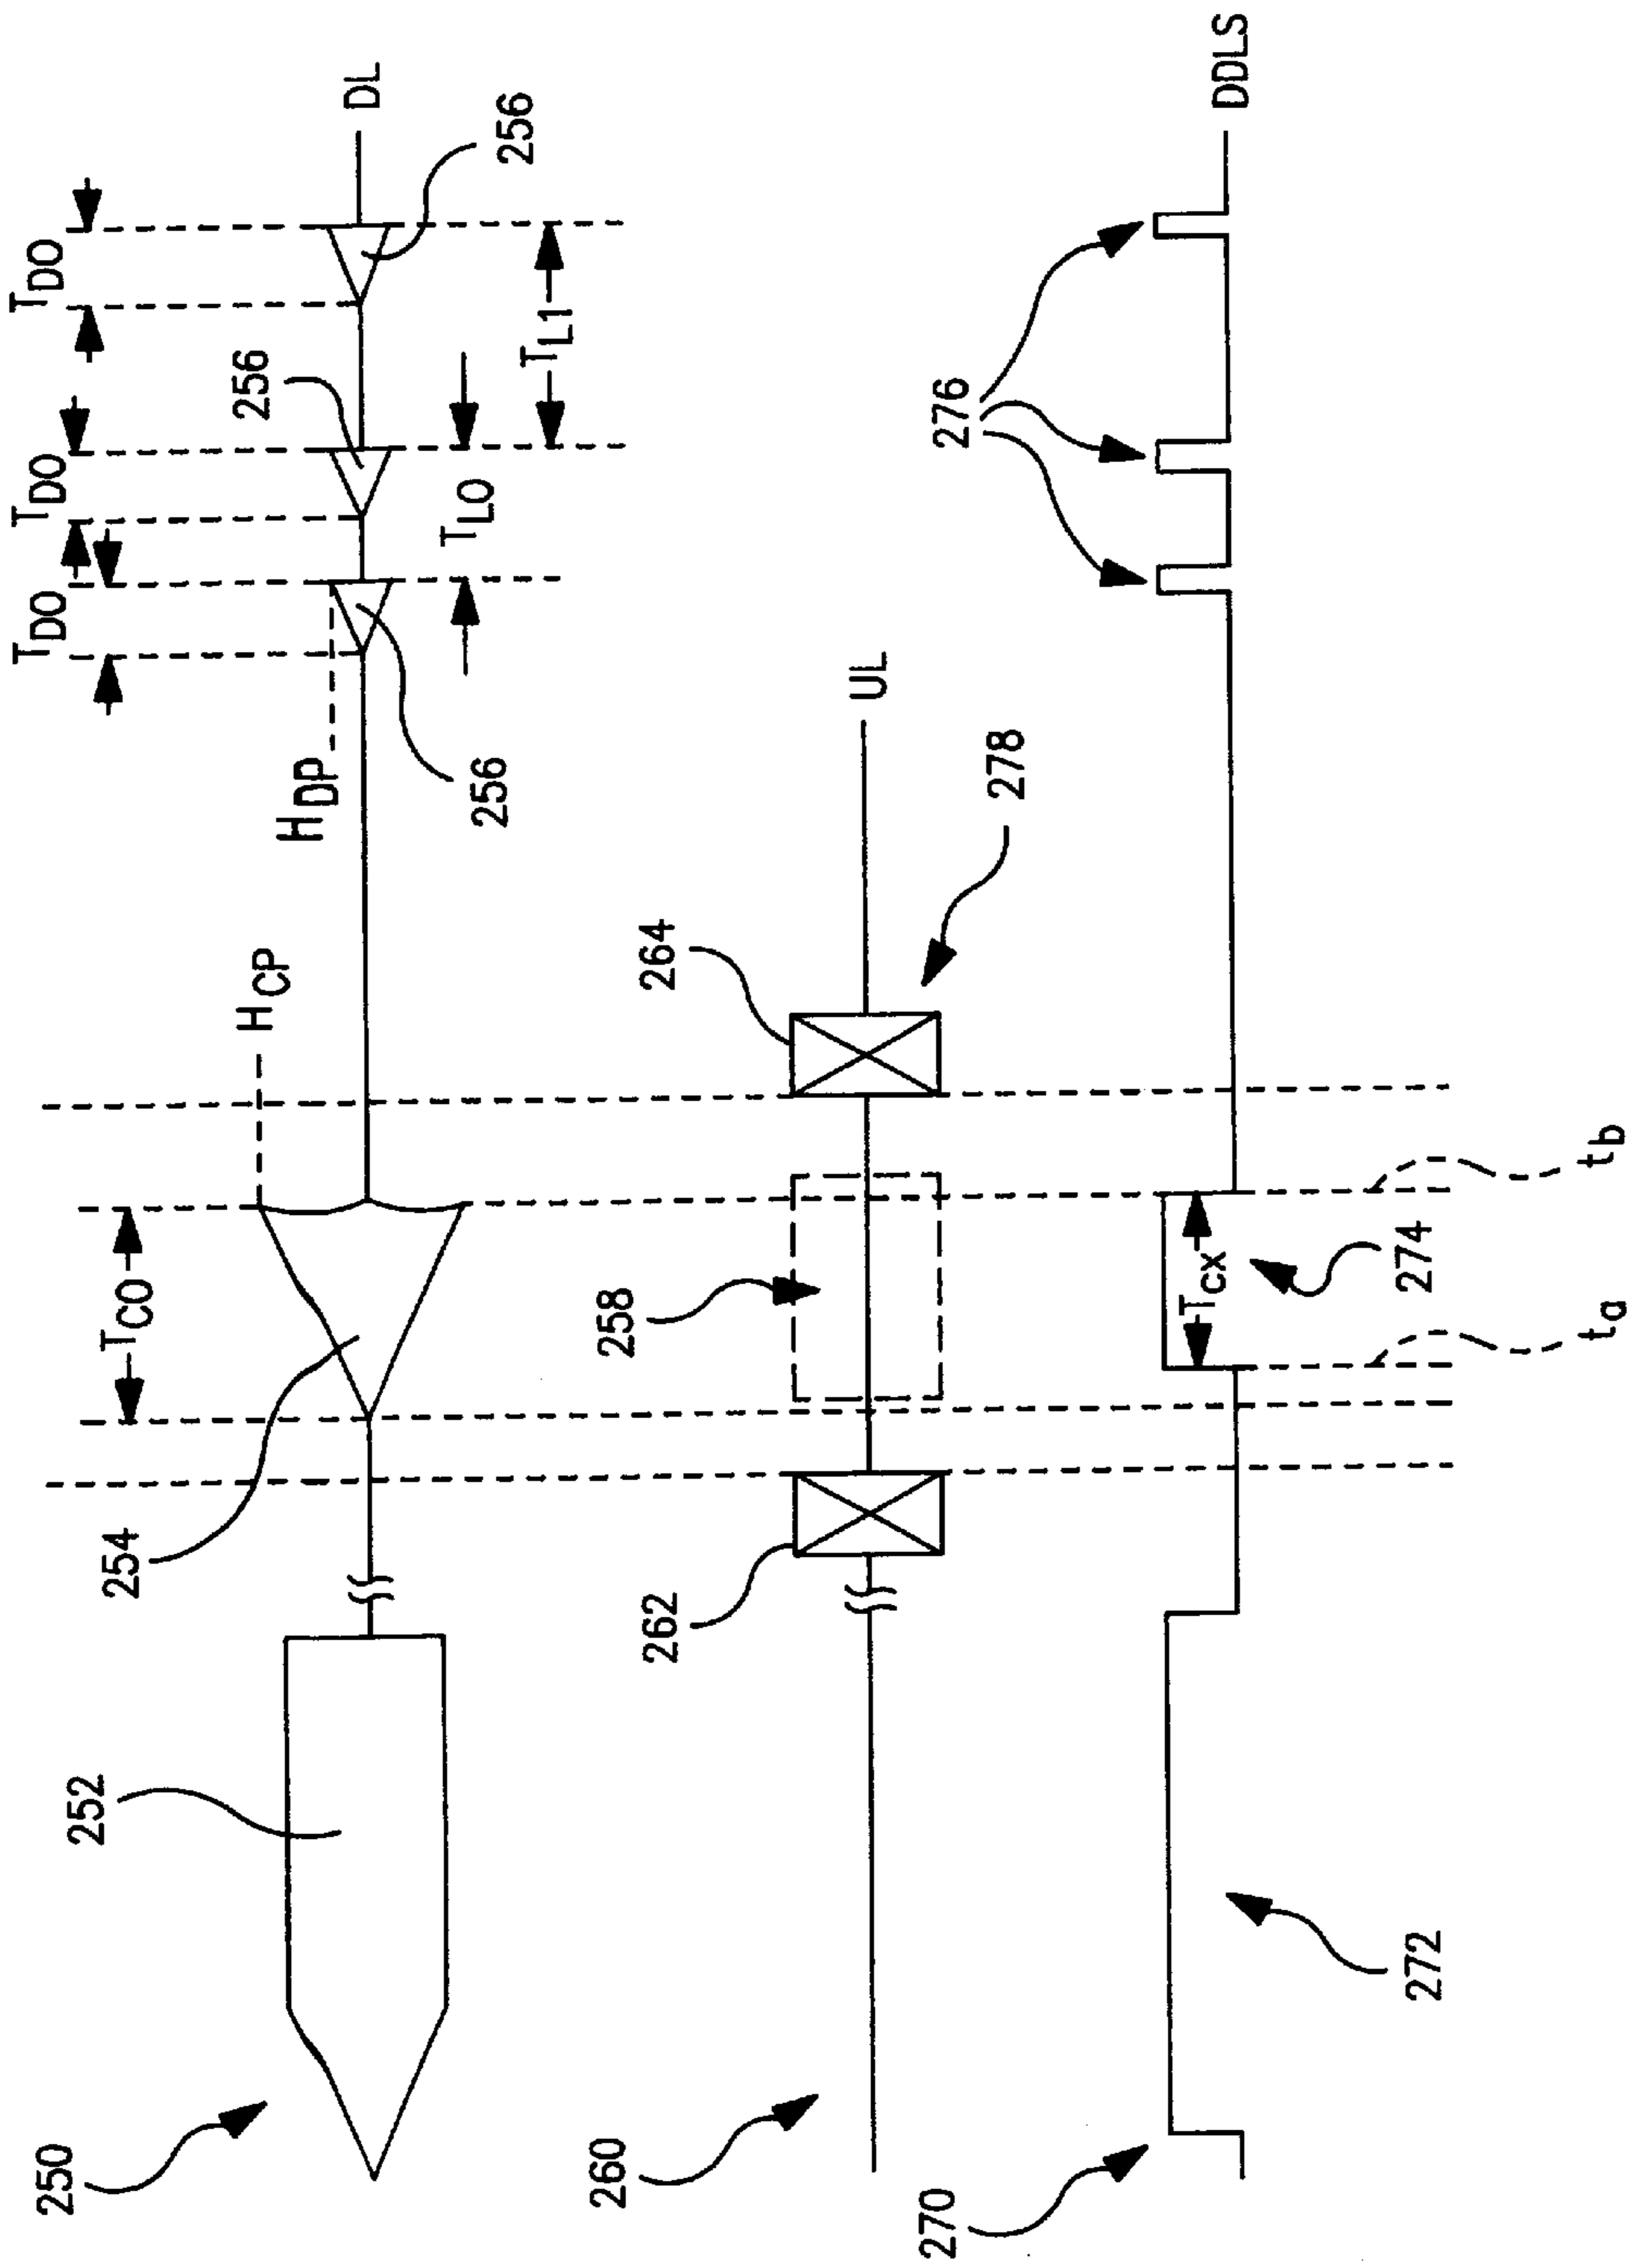 250
252
254
T_CO
H_CP
H_DP
256
T_DO
T_DO
256
T_DO
256
DL
T_LO
T_L1
260
262
258
264
278
UL
270
272
T_CX
274
t_a
t_b
276
DDLS